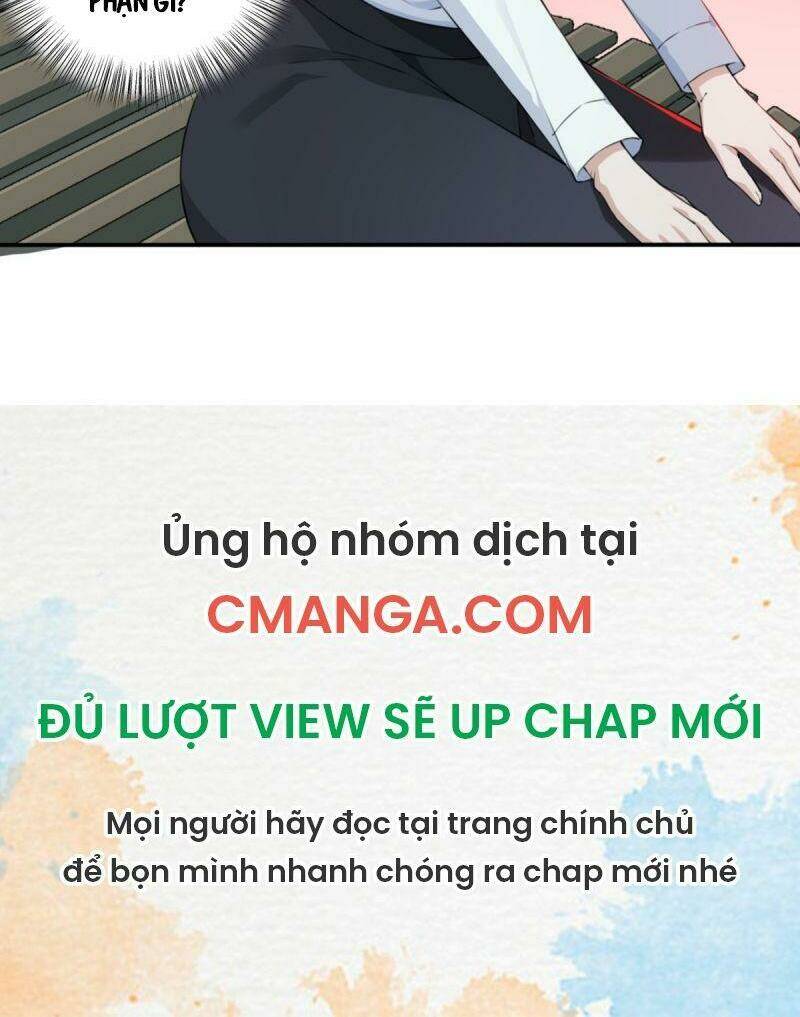 PHẬN GÌ?
Ủng hộ nhóm dịch tại
CMANGA.COM
ĐỦ LƯỢT VIEW SẼ UP CHAP MỚI
Mọi người hãy đọc tại trang chính chủ
để bọn mình nhanh chóng ra chap mới nhé